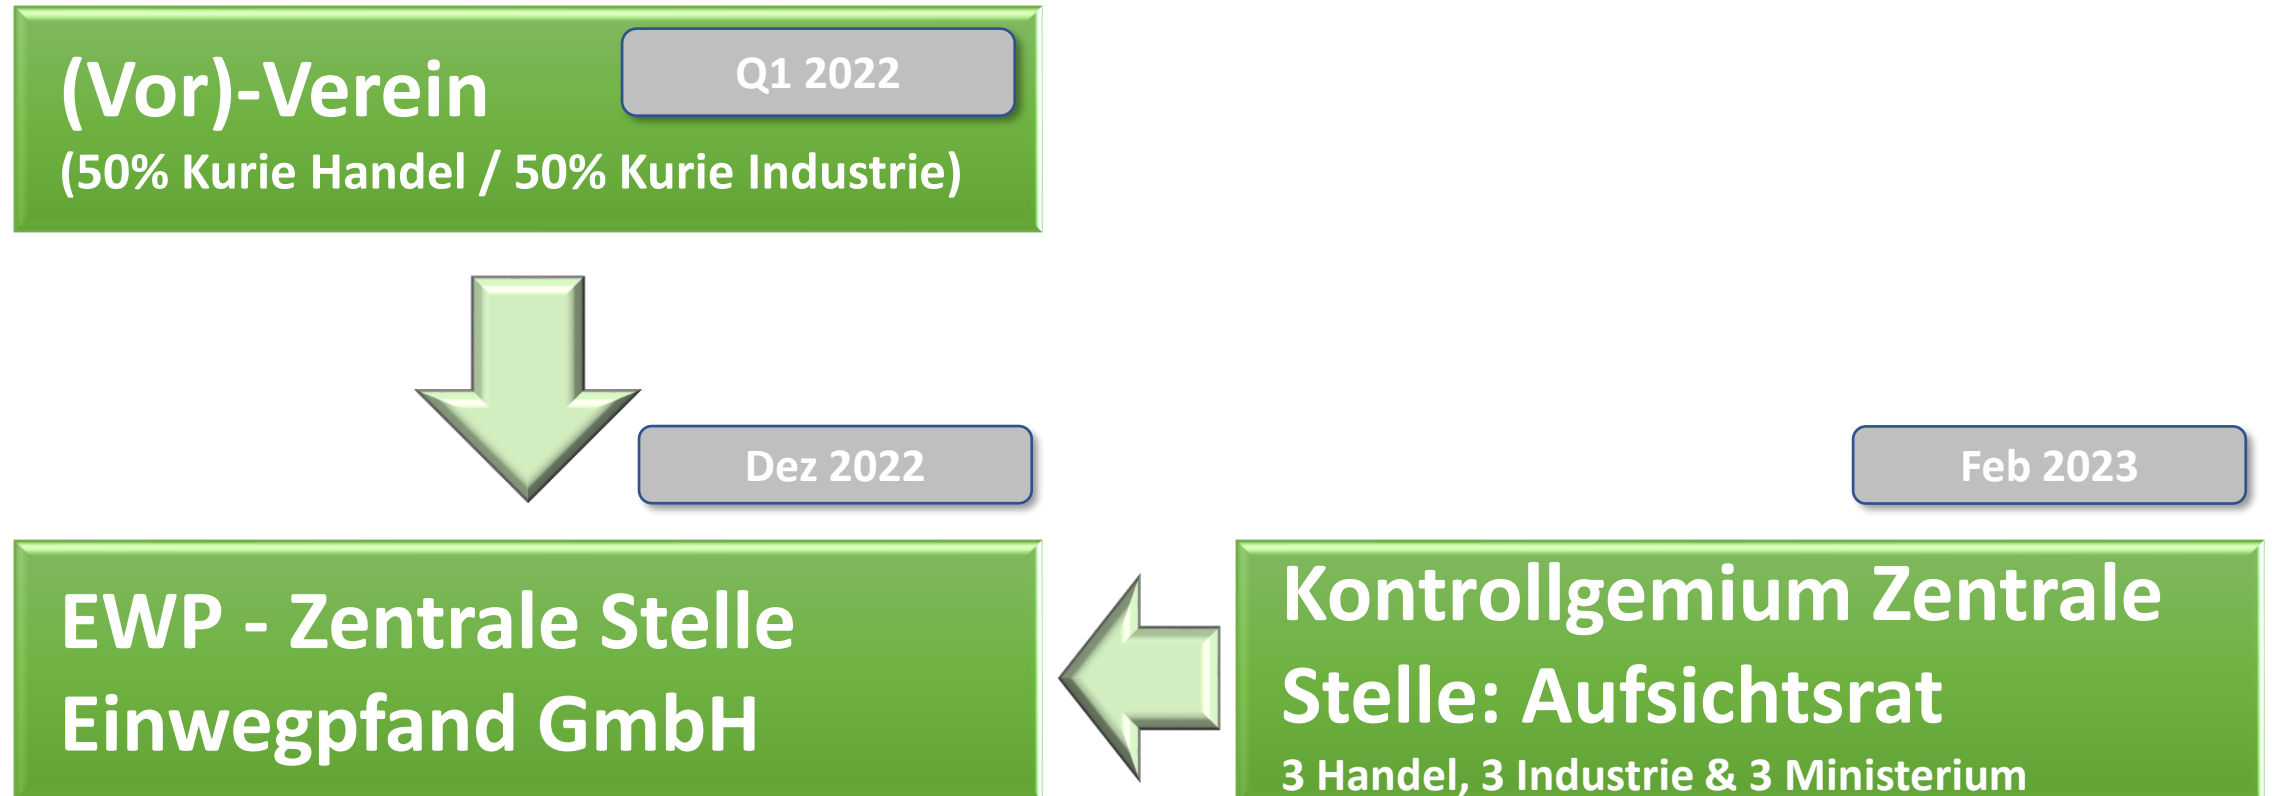 (Vor)-Verein
Q1 2022
(50% Kurie Handel / 50% Kurie Industrie)
Dez 2022
Feb 2023
EWP - Zentrale Stelle
Einwegpfand GmbH
Kontrollgemium Zentrale
Stelle: Aufsichtsrat
3 Handel, 3 Industrie & 3 Ministerium